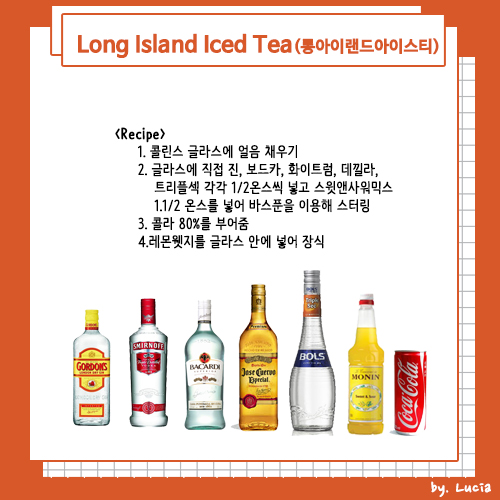 Long Island Iced Tea (롱아이랜드아이스티)
<Recipe>
1. 콜린스 글라스에 얼음 채우기
2. 글라스에 직접 진, 보드카, 화이트럼, 데낄라,
트리플섹 각각 1/2온스씩 넣고 스윗앤사워믹스
1.1/2 온스를 넣어 바스푼을 이용해 스터링
3. 콜라 80%를 부어줌
4.레몬웻지를 글라스 안에 넣어 장식
GORDON'S
SMIRNOFF
BACARDI
Jose Cuervo
Especial
Triple Sec
BOLS
MONIN
Sweet & Sour
Coca-Cola
by. Lucia